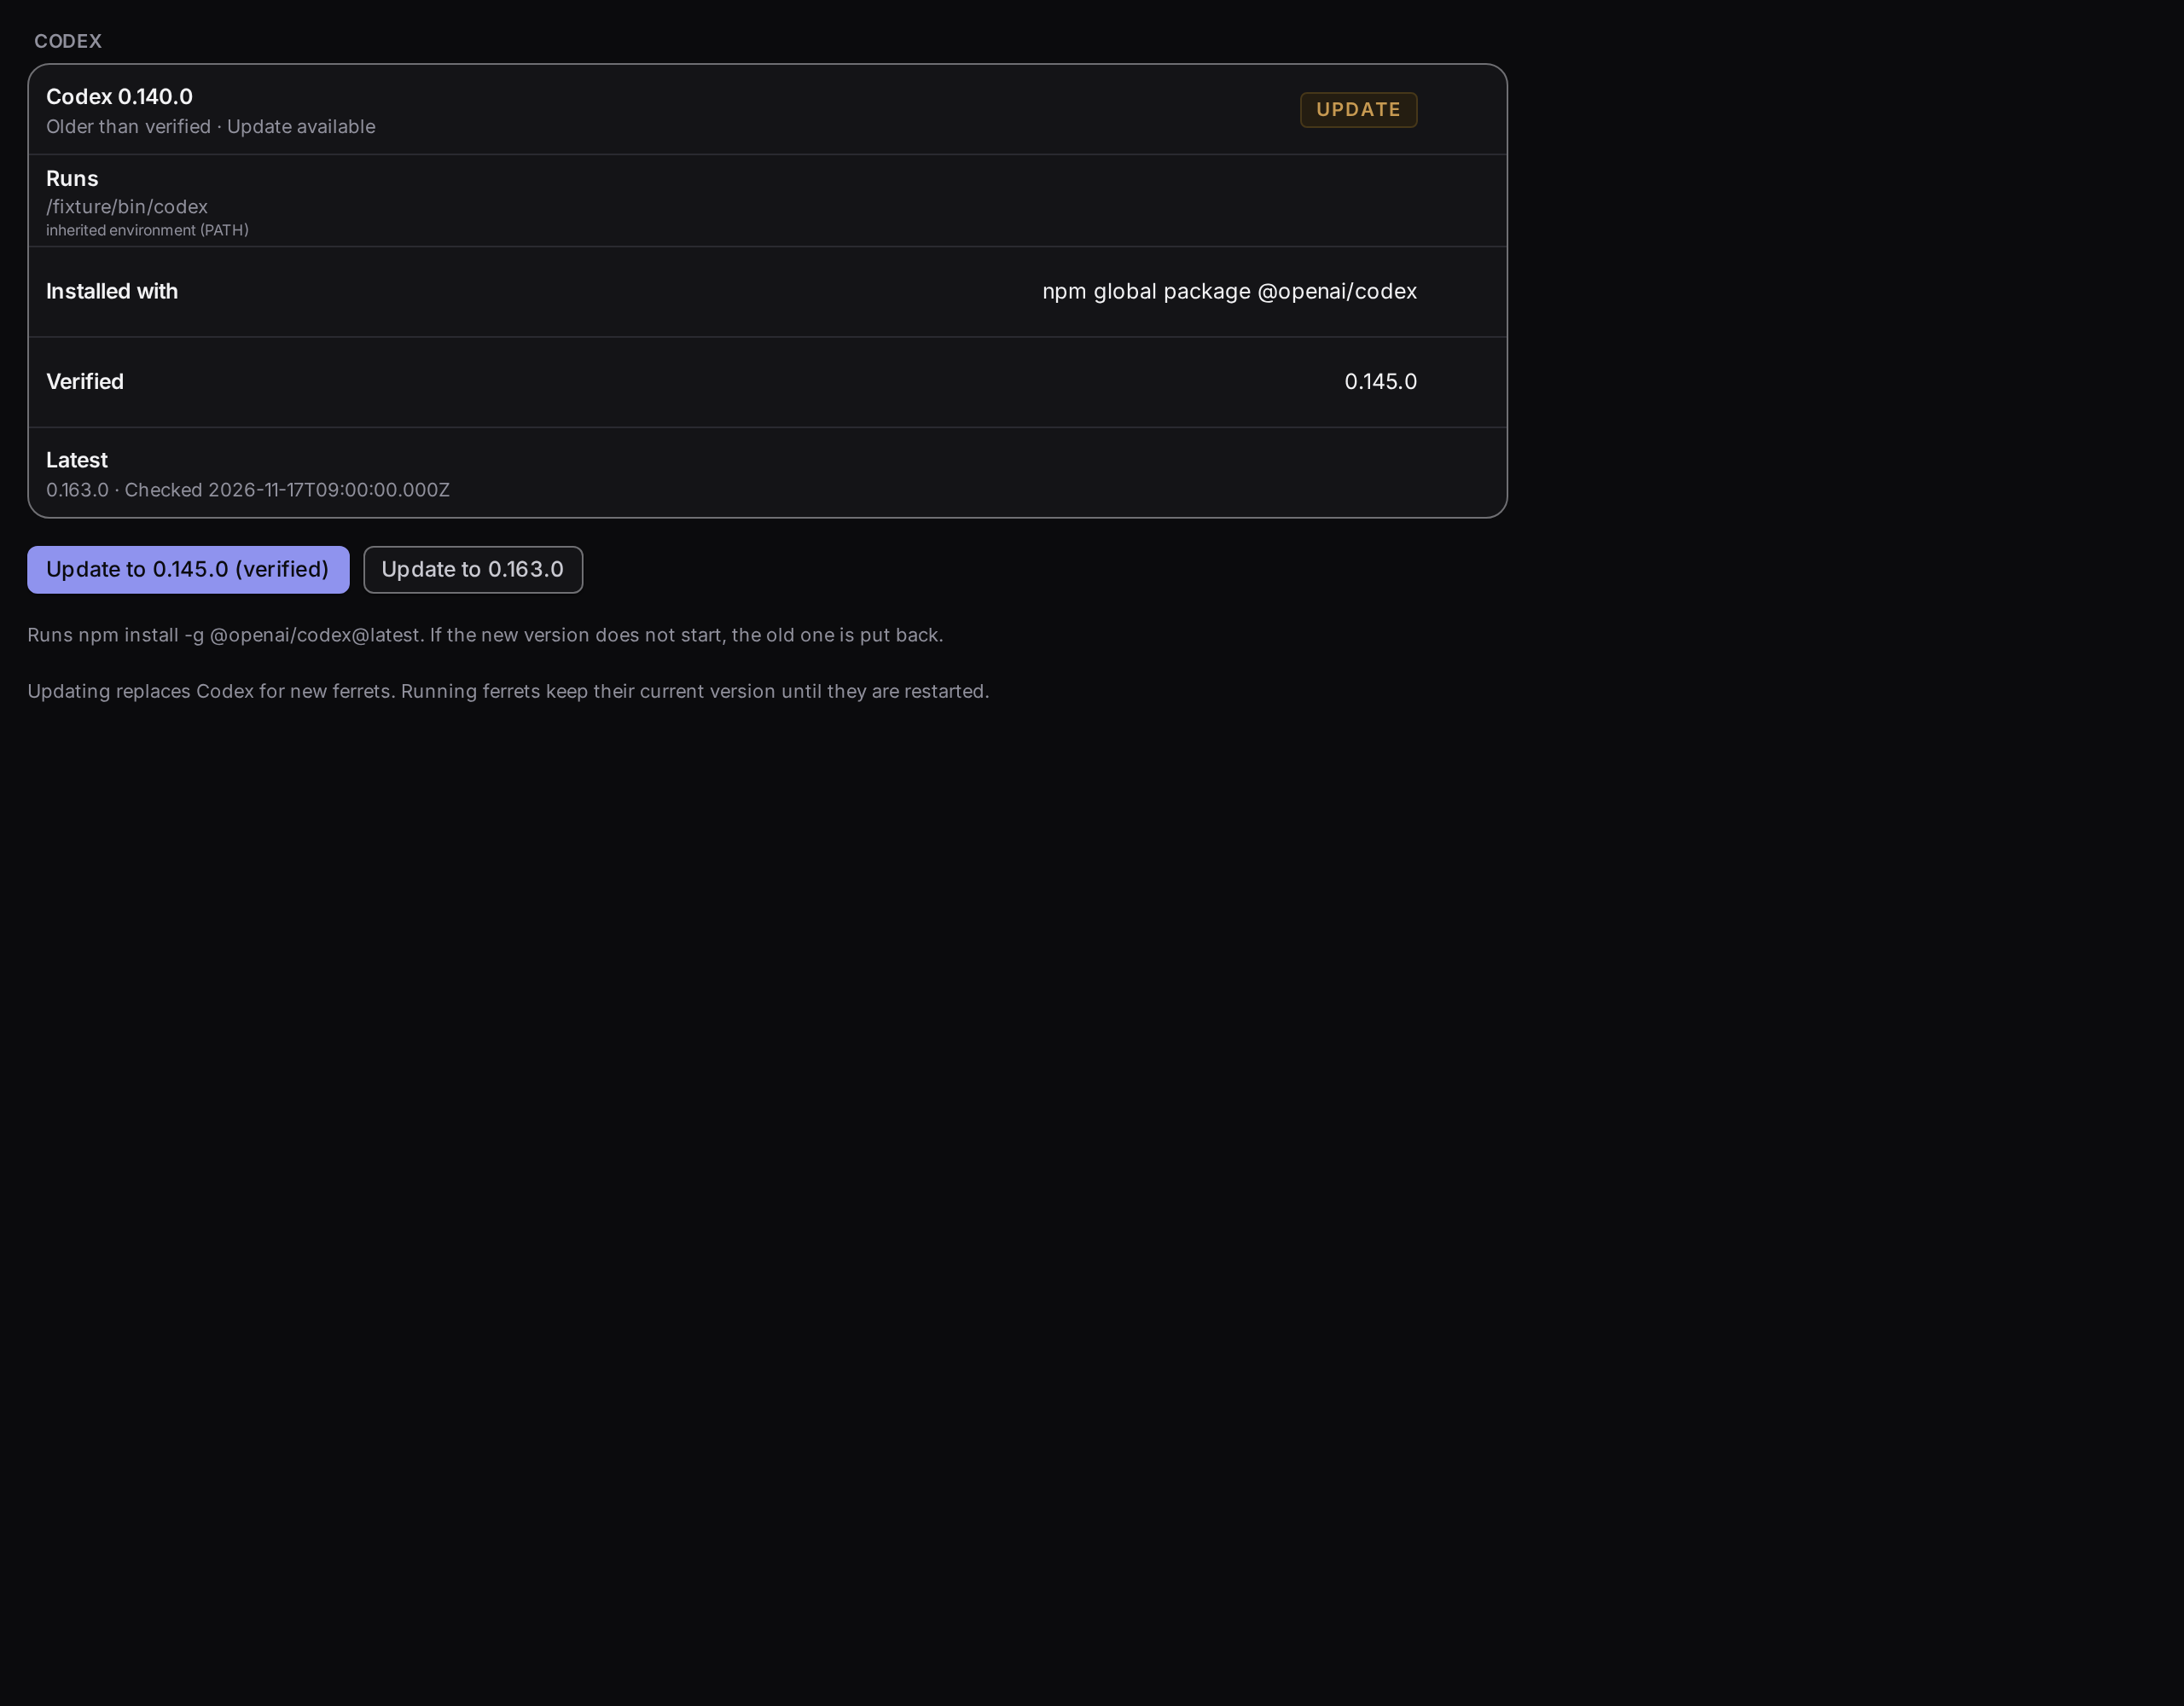 CODEX
Codex 0.140.0
Older than verified · Update available
UPDATE
Runs
/fixture/bin/codex
inherited environment (PATH)
Installed with
npm global package @openai/codex
Verified
0.145.0
Latest
0.163.0 · Checked 2026-11-17T09:00:00.000Z
Update to 0.145.0 (verified)
Update to 0.163.0
Runs npm install -g @openai/codex@latest. If the new version does not start, the old one is put back.
Updating replaces Codex for new ferrets. Running ferrets keep their current version until they are restarted.